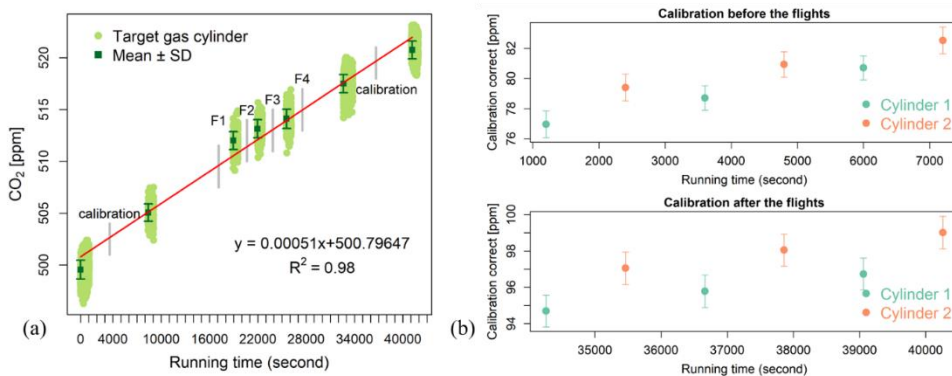 Target gas cylinder
Mean ± SD
CO₂ [ppm]
520
515
510
505
500
F1
F2
F3
F4
calibration
calibration
y = 0.00051x+500.79647
R² = 0.98
0 4000 10000 16000 22000 28000 34000 40000
Running time (second)
(a)
Calibration before the flights
Calibration correct [ppm]
82
80
78
76
Cylinder 1
Cylinder 2
1000 2000 3000 4000 5000 6000 7000
Running time (second)
Calibration after the flights
Calibration correct [ppm]
100
98
96
94
Cylinder 1
Cylinder 2
35000 36000 37000 38000 39000 40000
Running time (second)
(b)